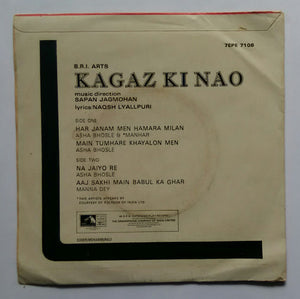 7EPE 7106
B.R.I. ARTS
KAGAZ KI NAO
music direction
SAPAN JAGMOHAN
lyrics NAQSH LYALLPURI
SIDE ONE
HAR JANAM MEN HAMARA MILAN
ASHA BHOSLE & *MANHAR
MAIN TUMHARE KHAYALON MEN
ASHA BHOSLE
SIDE TWO
NA JAIYO RE
ASHA BHOSLE
AAJ SAKHI MAIN BABUL KA GHAR
MANNA DEY